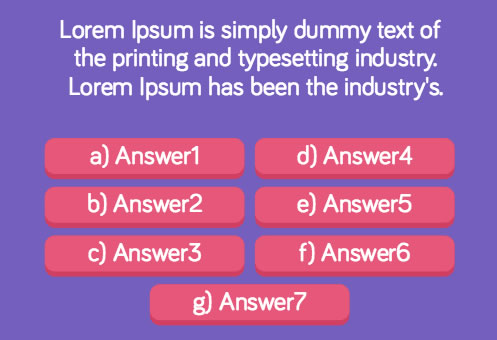 Lorem Ipsum is simply dummy text of
the printing and typesetting industry.
Lorem Ipsum has been the industry's.
a) Answer1
b) Answer2
c) Answer3
d) Answer4
e) Answer5
f) Answer6
g) Answer7